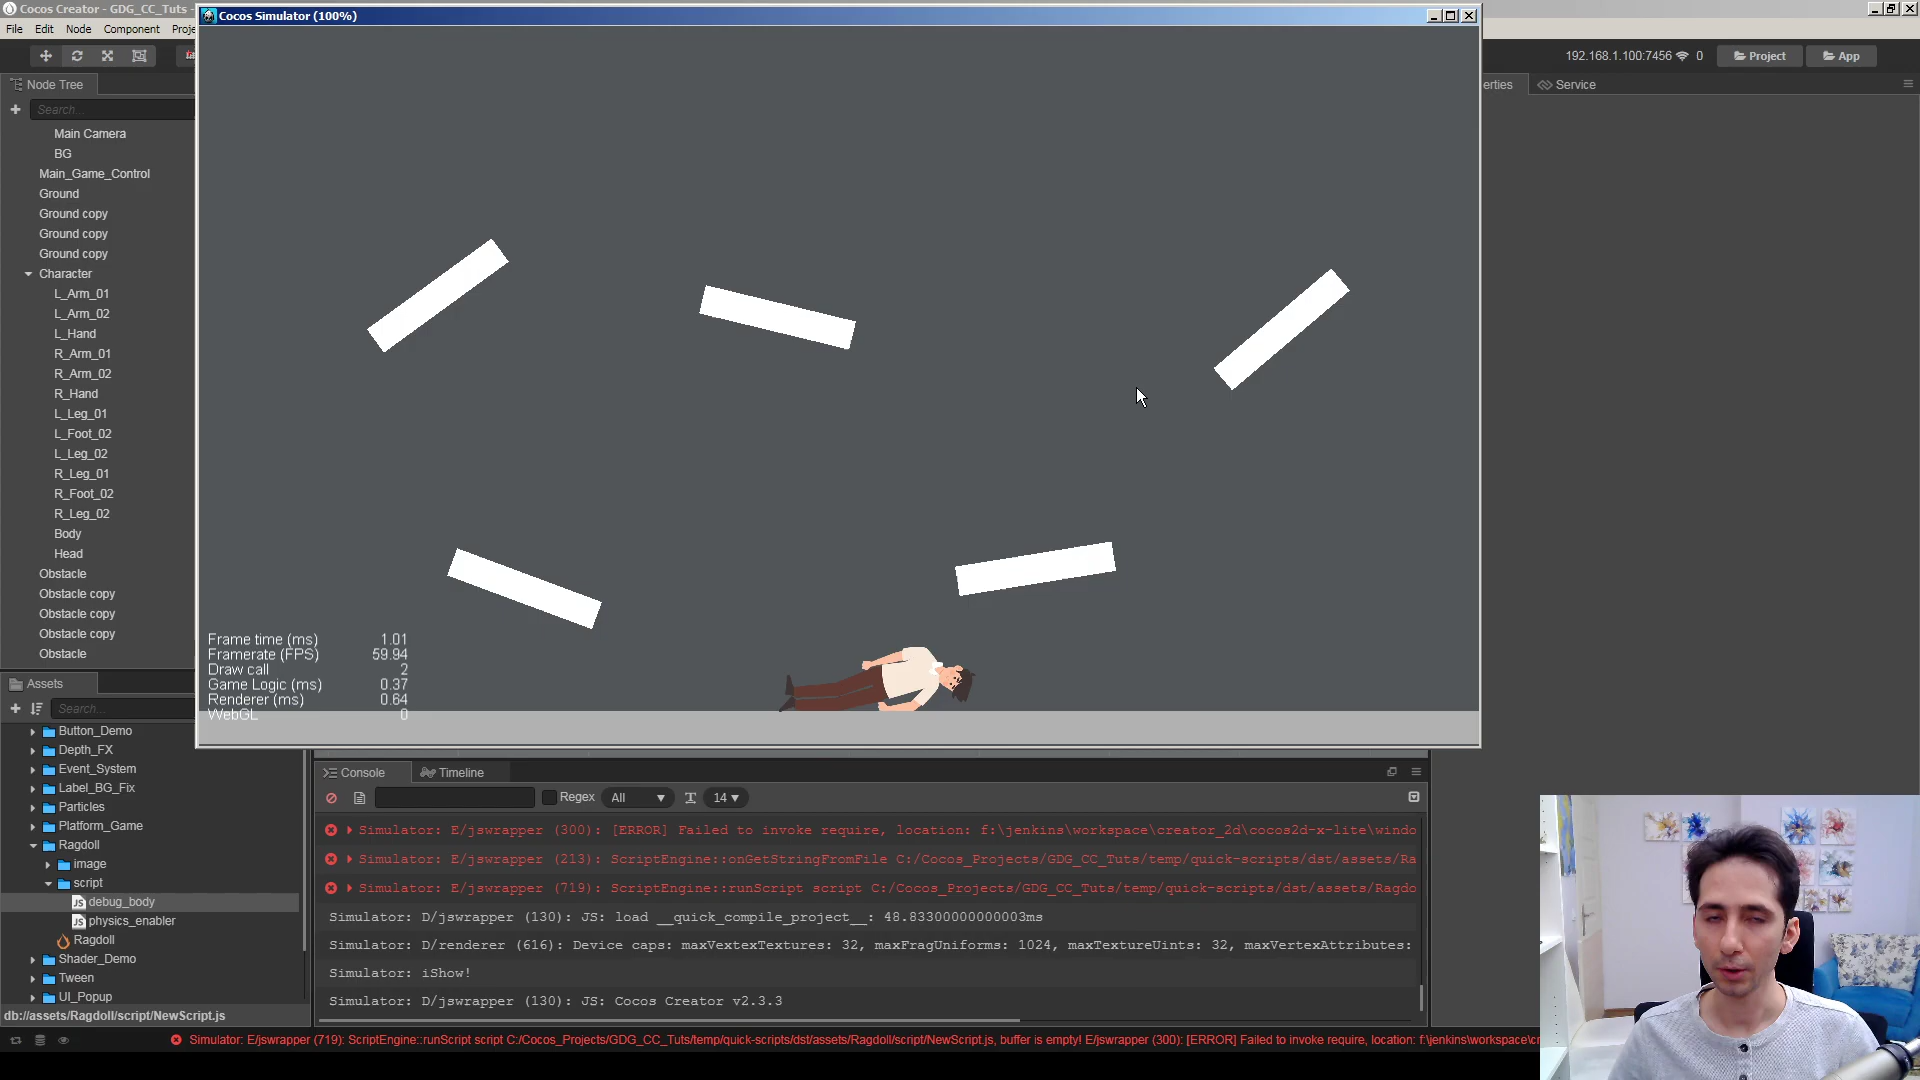 Cocos Creator - GDG_CC_Tuts -
Cocos Simulator (100%)
File Edit Node Component Proje
192.168.1.100:7456 0 Project App
Node Tree
erties
Service
Search...
Main Camera
BG
Main_Game_Control
Ground
Ground copy
Ground copy
Ground copy
Character
L_Arm_01
L_Arm_02
L_Hand
R_Arm_01
R_Arm_02
R_Hand
L_Leg_01
L_Foot_02
L_Leg_02
R_Leg_01
R_Foot_02
R_Leg_02
Body
Head
Obstacle
Obstacle copy
Obstacle copy
Obstacle copy
Obstacle
Frame time (ms) 1.01
Framerate (FPS) 59.94
Draw call 2
Game Logic (ms) 0.37
Renderer (ms) 0.64
WebGL 0
Assets
Search...
Button_Demo
Depth_FX
Event_System
Label_BG_Fix
Particles
Platform_Game
Ragdoll
image
script
JS debug_body
JS physics_enabler
Ragdoll
Shader_Demo
Tween
UI_Popup
db://assets/Ragdoll/script/NewScript.js
Console Timeline
Regex All 14
Simulator: E/jswrapper (300): [ERROR] Failed to invoke require, location: f:\jenkins\workspace\creator_2d\cocos2d-x-lite\windo
Simulator: E/jswrapper (213): ScriptEngine::onGetStringFromFile C:/Cocos_Projects/GDG_CC_Tuts/temp/quick-scripts/dst/assets/Ra
Simulator: E/jswrapper (719): ScriptEngine::runScript script C:/Cocos_Projects/GDG_CC_Tuts/temp/quick-scripts/dst/assets/Ragdo
Simulator: D/jswrapper (130): JS: load __quick_compile_project__: 48.83300000000003ms
Simulator: D/renderer (616): Device caps: maxVextexTextures: 32, maxFragUniforms: 1024, maxTextureUints: 32, maxVertexAttributes:
Simulator: iShow!
Simulator: D/jswrapper (130): JS: Cocos Creator v2.3.3
Simulator: E/jswrapper (719): ScriptEngine::runScript script C:/Cocos_Projects/GDG_CC_Tuts/temp/quick-scripts/dst/assets/Ragdoll/script/NewScript.js, buffer is empty! E/jswrapper (300): [ERROR] Failed to invoke require, location: f:\jenkins\workspace\cr